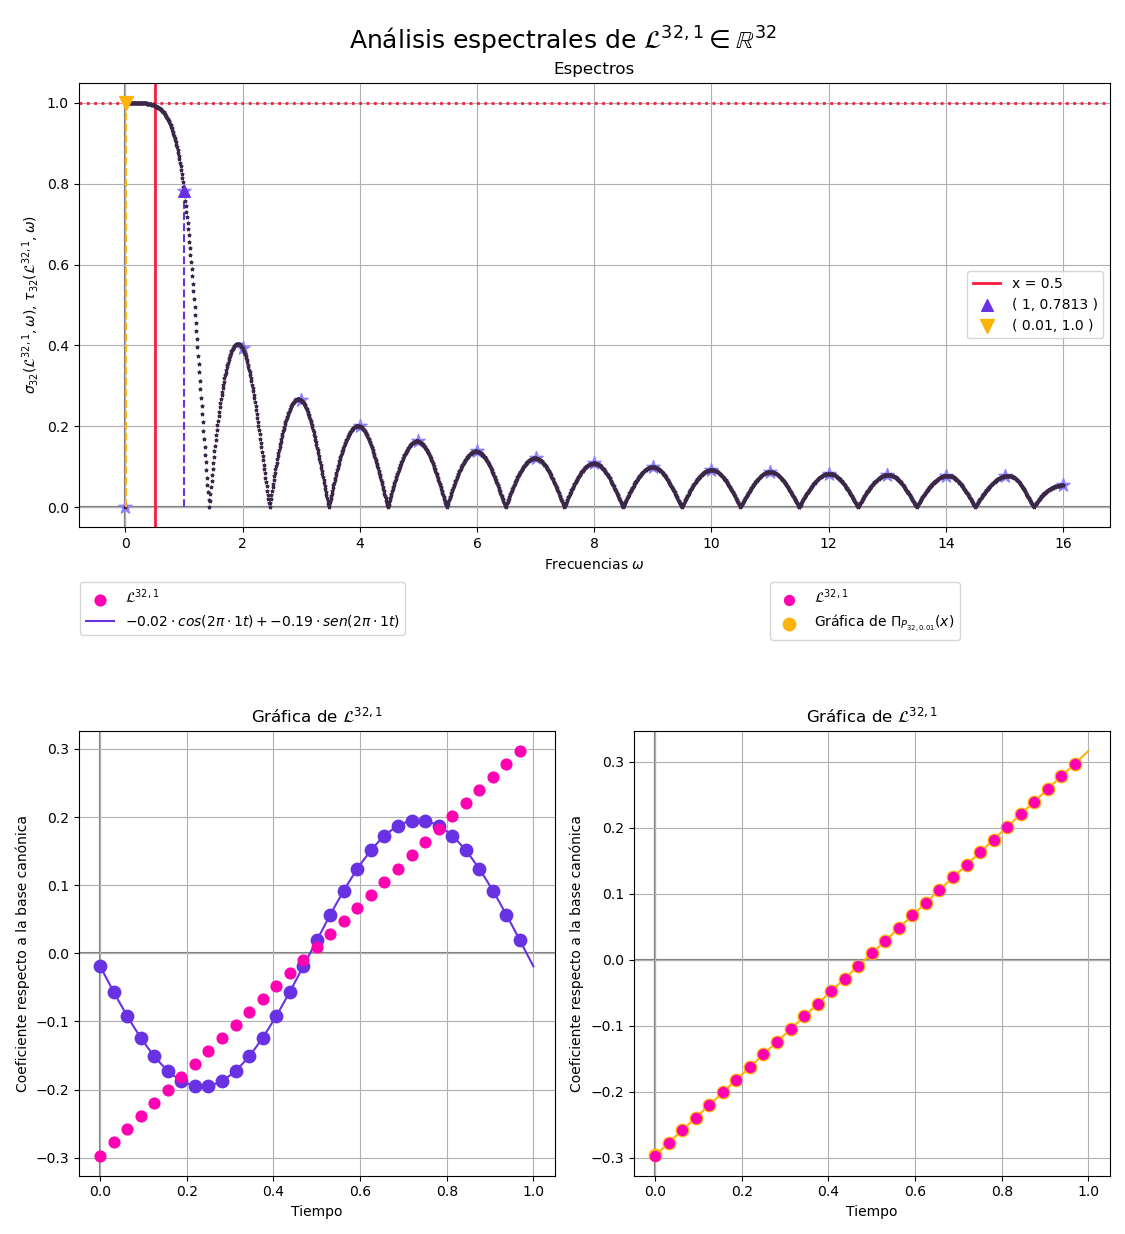 Análisis espectrales de 𝓛^{32,1} ∈ ℝ^{32}
Espectros
σ_{32}(𝓛^{32,1}, ω), τ_{32}(𝓛^{32,1}, ω)
1.0
0.8
0.6
0.4
0.2
0.0
x = 0.5
( 1, 0.7813 )
( 0.01, 1.0 )
0 2 4 6 8 10 12 14 16
Frecuencias ω
𝓛^{32,1}
−0.02 · cos(2π · 1t) + −0.19 · sen(2π · 1t)
𝓛^{32,1}
Gráfica de Π_{P_{32,0.01}}(x)
Gráfica de 𝓛^{32,1}
Coeficiente respecto a la base canónica
0.3
0.2
0.1
0.0
−0.1
−0.2
−0.3
0.0 0.2 0.4 0.6 0.8 1.0
Tiempo
Gráfica de 𝓛^{32,1}
Coeficiente respecto a la base canónica
0.3
0.2
0.1
0.0
−0.1
−0.2
−0.3
0.0 0.2 0.4 0.6 0.8 1.0
Tiempo